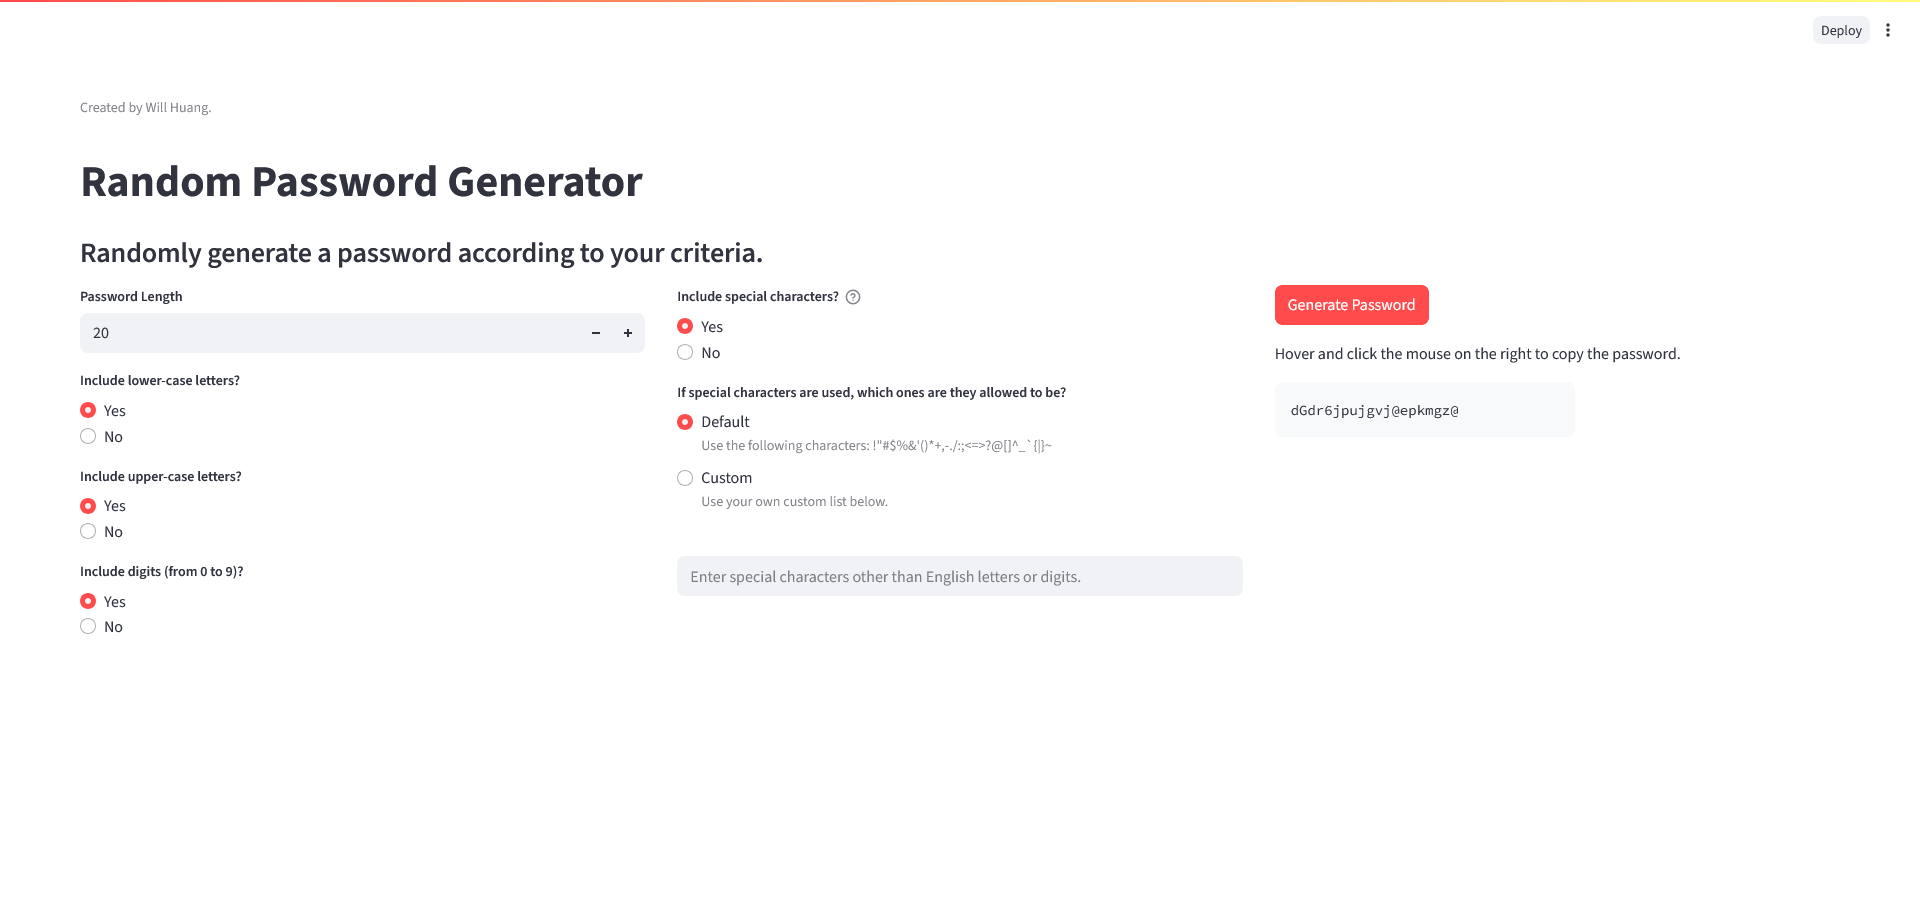 Deploy
Created by Will Huang.
Random Password Generator
Randomly generate a password according to your criteria.
Password Length
20
Include lower-case letters?
Yes
No
Include upper-case letters?
Yes
No
Include digits (from 0 to 9)?
Yes
No
Include special characters?
Yes
No
If special characters are used, which ones are they allowed to be?
Default
Use the following characters: !"#$%&'()*+,-./:;<=>?@[]^_`{|}~
Custom
Use your own custom list below.
Enter special characters other than English letters or digits.
Generate Password
Hover and click the mouse on the right to copy the password.
dGdr6jpujgvj@epkmgz@